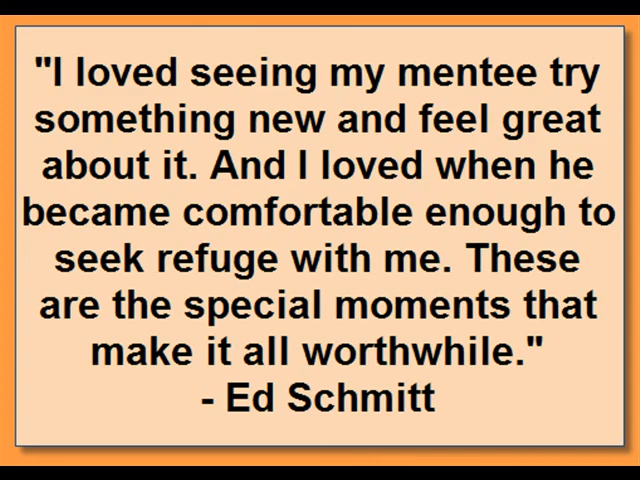 "I loved seeing my mentee try
something new and feel great
about it. And I loved when he
became comfortable enough to
seek refuge with me. These
are the special moments that
make it all worthwhile."
- Ed Schmitt